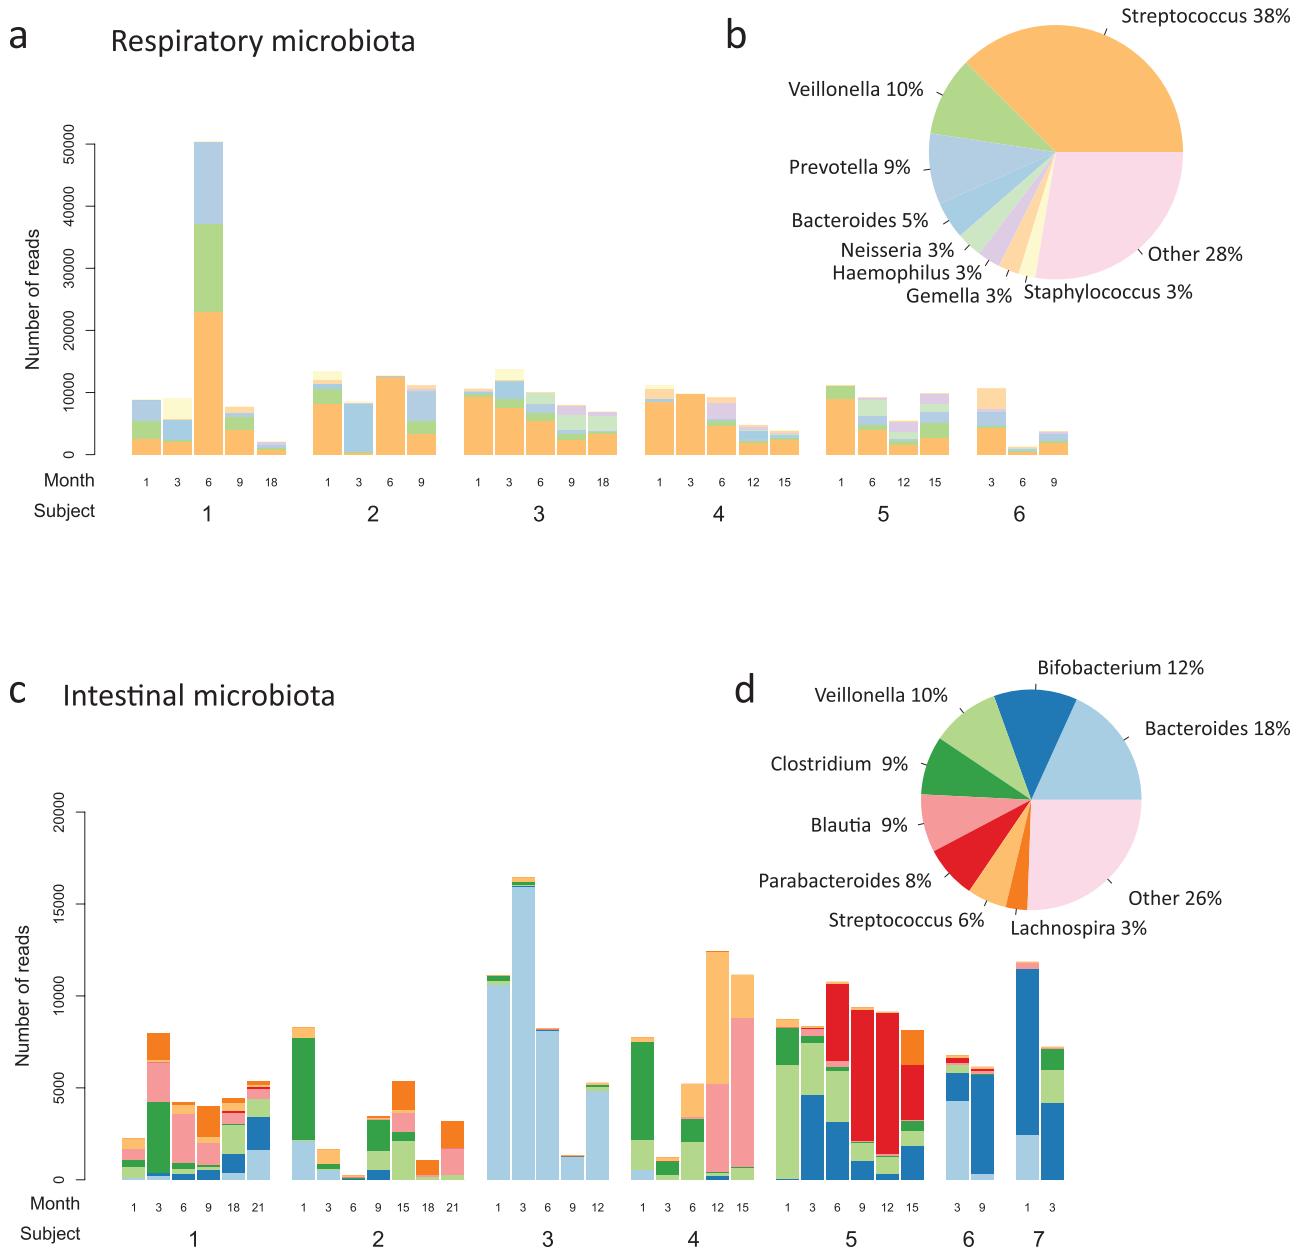 a
Respiratory microbiota
Number of reads
50000
40000
30000
20000
10000
0
Month 1 3 6 9 18 1 3 6 9 1 3 6 9 18 1 3 6 12 15 1 6 12 15 3 6 9
Subject 1 2 3 4 5 6
b
Streptococcus 38%
Veillonella 10%
Prevotella 9%
Bacteroides 5%
Neisseria 3%
Haemophilus 3%
Gemella 3%
Staphylococcus 3%
Other 28%
c
Intestinal microbiota
Number of reads
20000
15000
10000
5000
0
Month 1 3 6 9 18 21 1 3 6 9 15 18 21 1 3 6 9 12 1 3 6 12 15 1 3 6 9 12 15 3 9 1 3
Subject 1 2 3 4 5 6 7
d
Bifobacterium 12%
Veillonella 10%
Bacteroides 18%
Clostridium 9%
Blautia 9%
Parabacteroides 8%
Streptococcus 6%
Lachnospira 3%
Other 26%